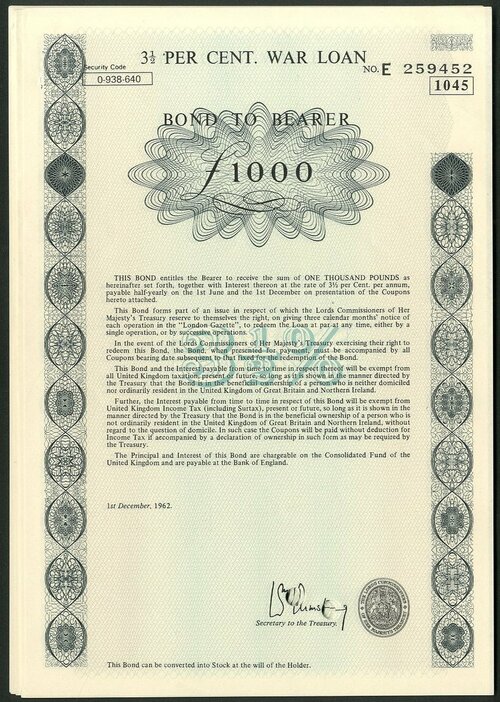 3½ PER CENT. WAR LOAN
Security Code
0-938-640
NO. E 259452
1045
BOND TO BEARER
£1000
THIS BOND entitles the Bearer to receive the sum of ONE THOUSAND POUNDS as
hereinafter set forth, together with Interest thereon at the rate of 3½ per Cent. per annum,
payable half-yearly on the 1st June and the 1st December on presentation of the Coupons
hereto attached.
This Bond forms part of an issue in respect of which the Lords Commissioners of Her
Majesty's Treasury reserve to themselves the right, on giving three calendar months' notice
of each operation in the "London Gazette", to redeem the Loan at par at any time, either by a
single operation, or by successive operations.
In the event of the Lords Commissioners of Her Majesty's Treasury exercising their right to
redeem this Bond, the Bond, when presented for payment, must be accompanied by all
Coupons bearing date subsequent to that fixed for the redemption of the Bond.
This Bond and the Interest payable from time to time in respect of it will be exempt from
all United Kingdom taxation, present or future, so long as it is shown in the manner directed by
the Treasury that the Bond is in the beneficial ownership of a person who is neither domiciled
nor ordinarily resident in the United Kingdom of Great Britain and Northern Ireland.
Further, the Interest payable from time to time in respect of this Bond will be exempt from
United Kingdom Income Tax (including Surtax), present or future, so long as it is shown in the
manner directed by the Treasury that the Bond is in the beneficial ownership of a person who is
not ordinarily resident in the United Kingdom of Great Britain and Northern Ireland, without
regard to the question of domicile. In such case the Coupons will be paid without deduction for
Income Tax if accompanied by a declaration of ownership in such form as may be required by
the Treasury.
The Principal and Interest of this Bond are chargeable on the Consolidated Fund of the
United Kingdom and are payable at the Bank of England.
3½%
1st December, 1962.
Secretary to the Treasury.
This Bond can be converted into Stock at the will of the Holder.